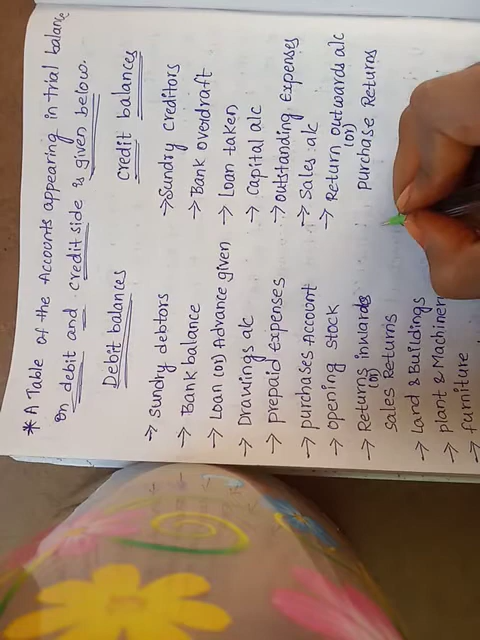 * A Table of the Accounts appearing in trial balance
on debit and credit side is given below.
Debit balances
→ Sundry debtors
→ Bank balance
→ Loan (or) Advance given
→ Drawings a/c
→ prepaid Expenses
→ purchases Account
→ opening stock
→ Returns inwards
(or)
Sales Returns
→ Land & Buildings
→ plant & Machinery
→ furniture
credit balances
→ Sundry creditors
→ Bank overdraft
→ Loan taken
→ Capital a/c
→ outstanding Expenses
→ Sales a/c
→ Return outwards a/c
(or)
purchase Returns